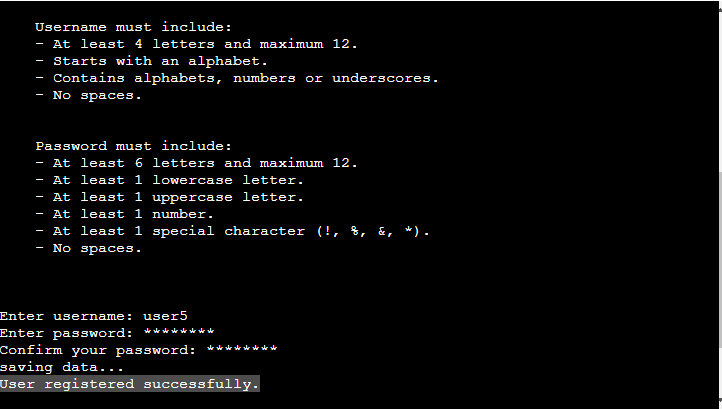 Username must include:
- At least 4 letters and maximum 12.
- Starts with an alphabet.
- Contains alphabets, numbers or underscores.
- No spaces.
Password must include:
- At least 6 letters and maximum 12.
- At least 1 lowercase letter.
- At least 1 uppercase letter.
- At least 1 number.
- At least 1 special character (!, %, &, *).
- No spaces.
Enter username: user5
Enter password: ********
Confirm your password: ********
saving data...
User registered successfully.